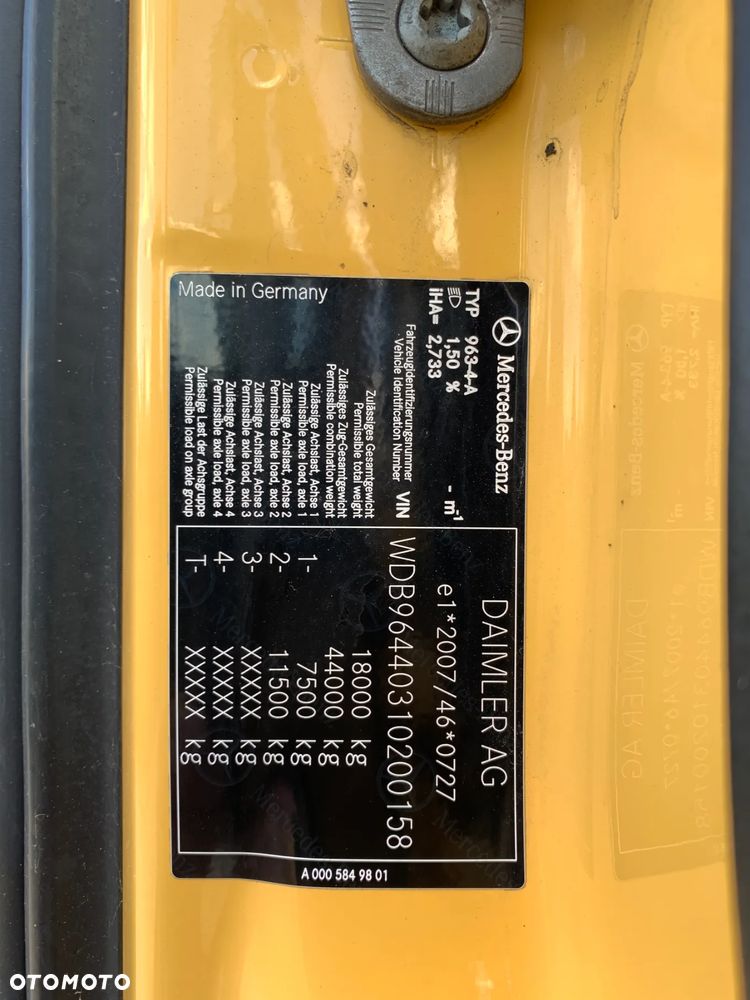 Mercedes-Benz
DAIMLER AG
TYP 963-4-A
e1*2007/46*0727
1,50 % - m⁻¹
iHA= 2,733
Fahrzeugidentifizierungsnummer
Vehicle Identification Number VIN WDB9644031O200158
Zulässiges Gesamtgewicht
Permissible total weight 18000 kg
Zulässiges Zug-Gesamtgewicht
Permissible combination weight 44000 kg
Zulässige Achslast, Achse 1
Permissible axle load, axle 1 1- 7500 kg
Zulässige Achslast, Achse 2
Permissible axle load, axle 2 2- 11500 kg
Zulässige Achslast, Achse 3
Permissible axle load, axle 3 3- XXXXX kg
Zulässige Achslast, Achse 4
Permissible axle load, axle 4 4- XXXXX kg
Zulässige Last der Achsgruppe
Permissible load on axle group T- XXXXX kg
Made in Germany
A 000 584 98 01
OTOMOTO